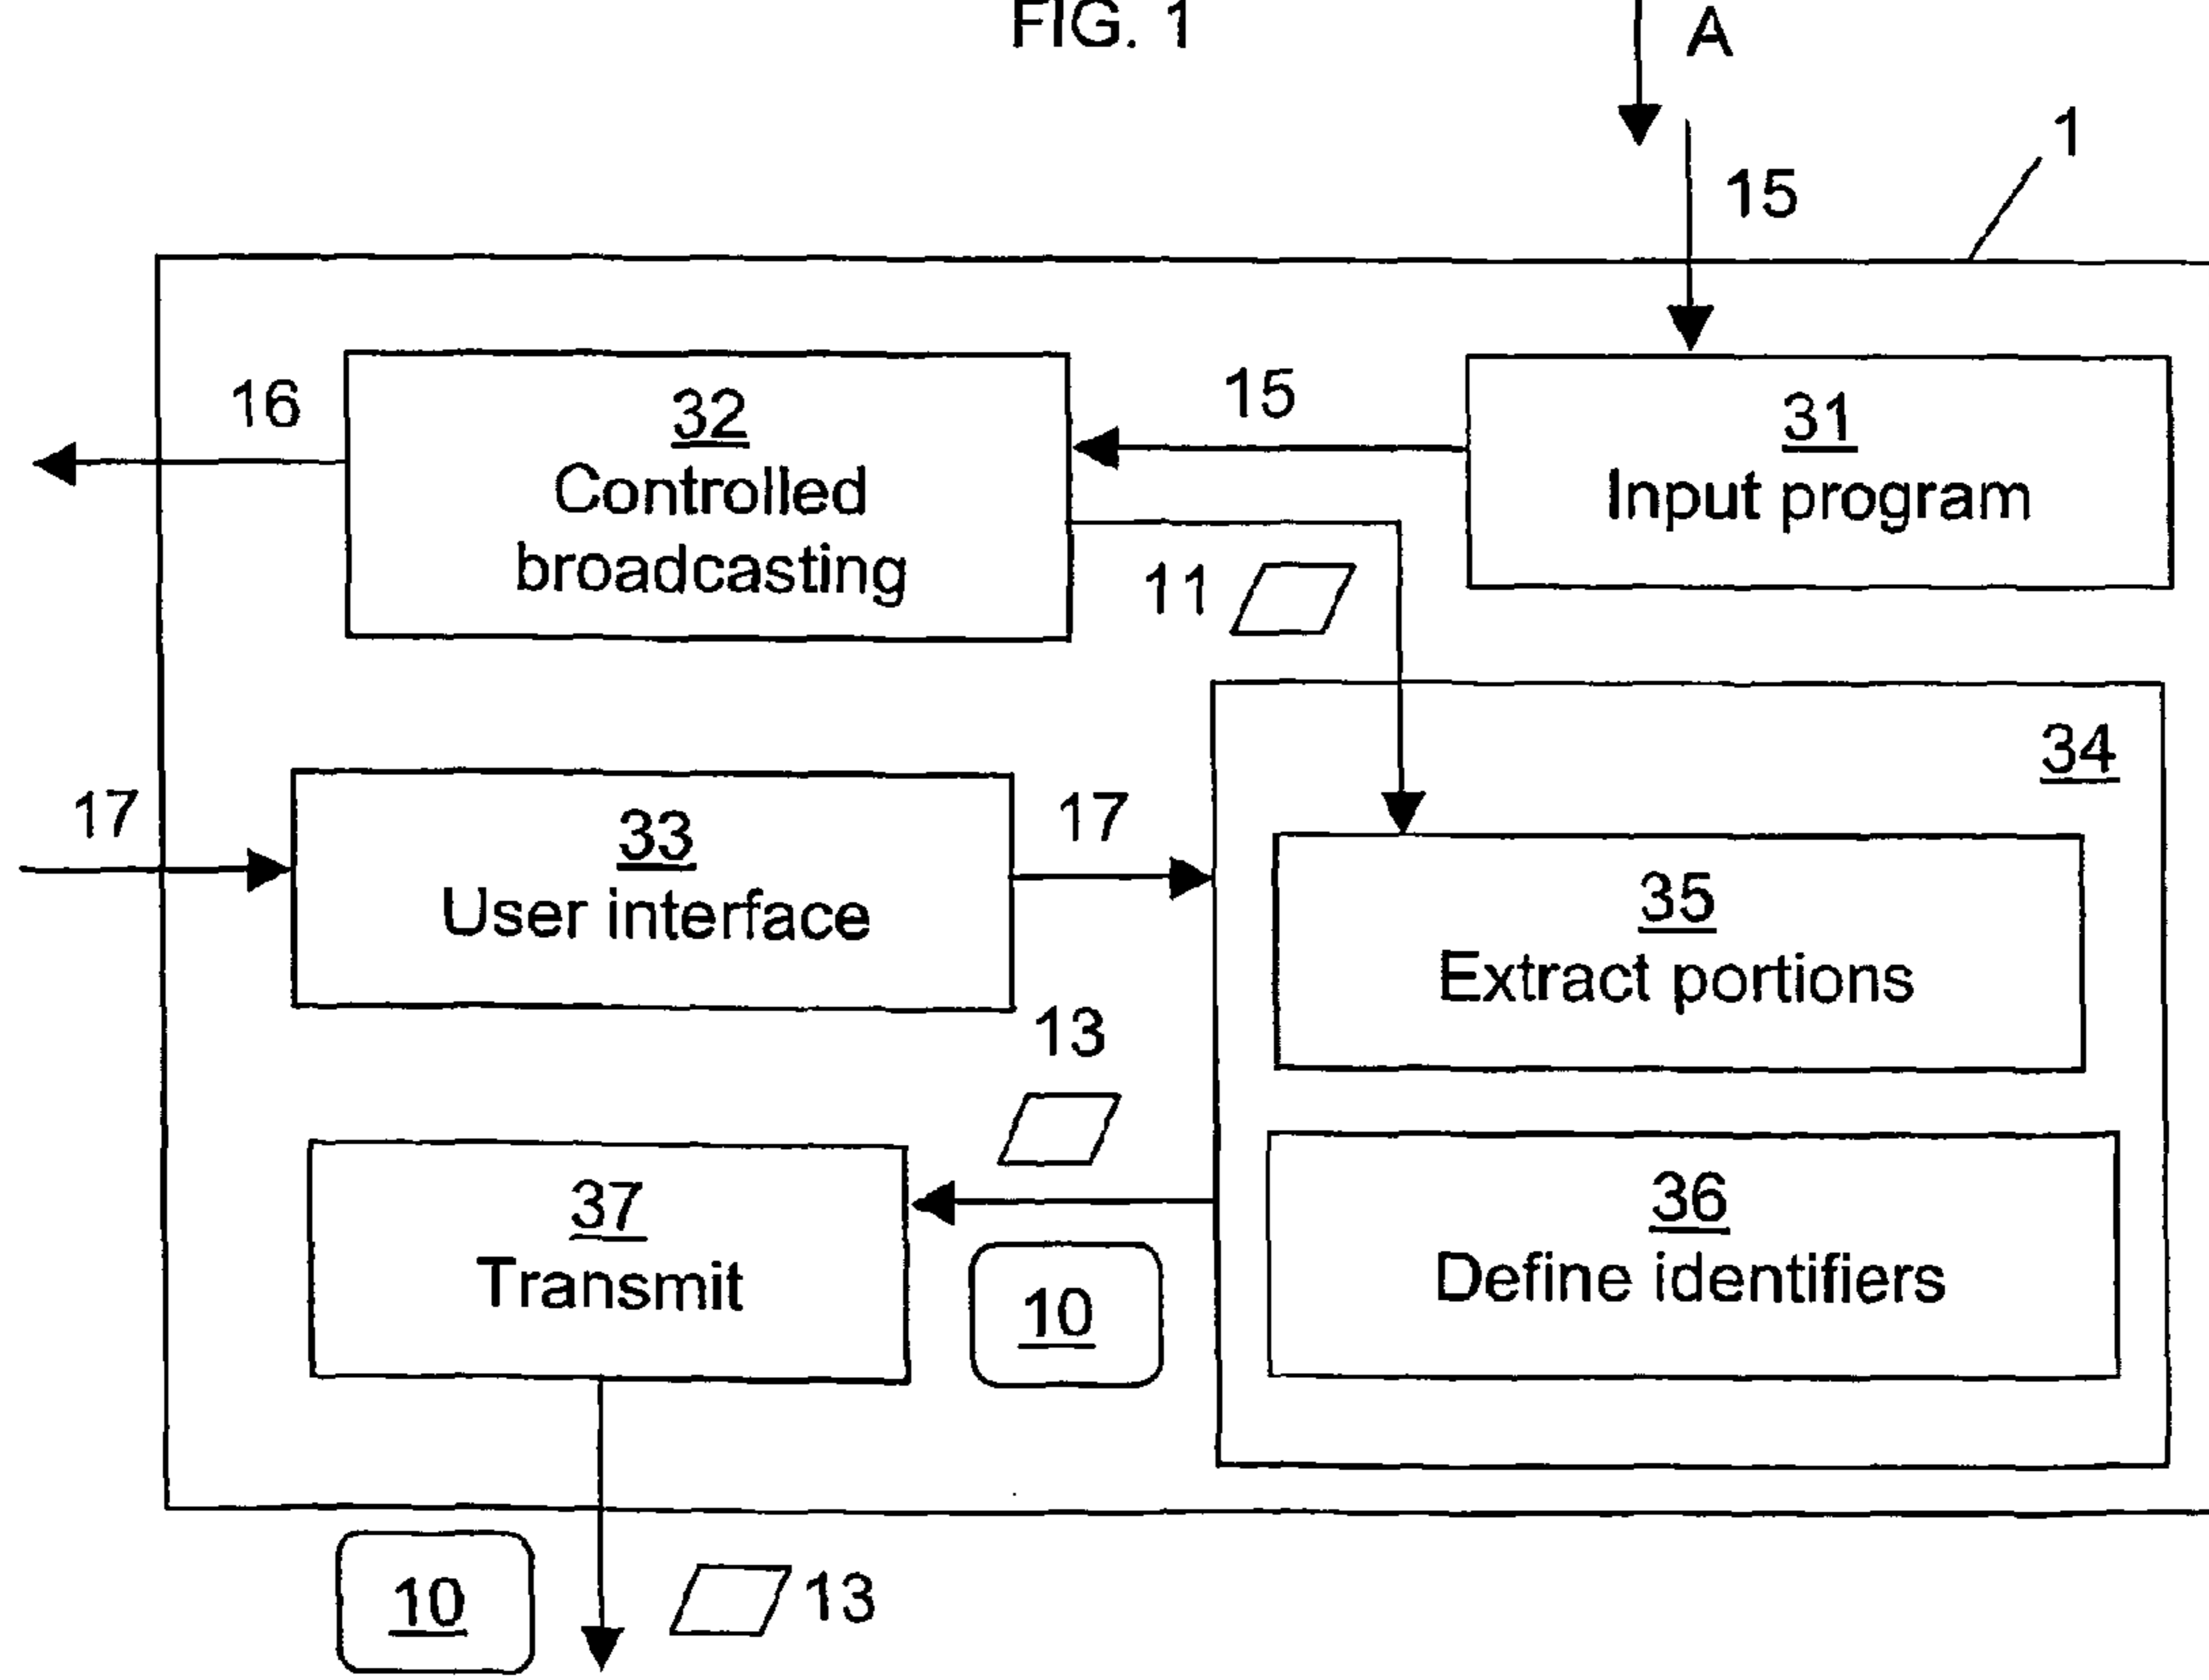 FIG. 1
A
1
15
16
32
Controlled
broadcasting
15
31
Input program
11
34
17
33
User interface
17
35
Extract portions
13
37
Transmit
10
36
Define identifiers
10
13